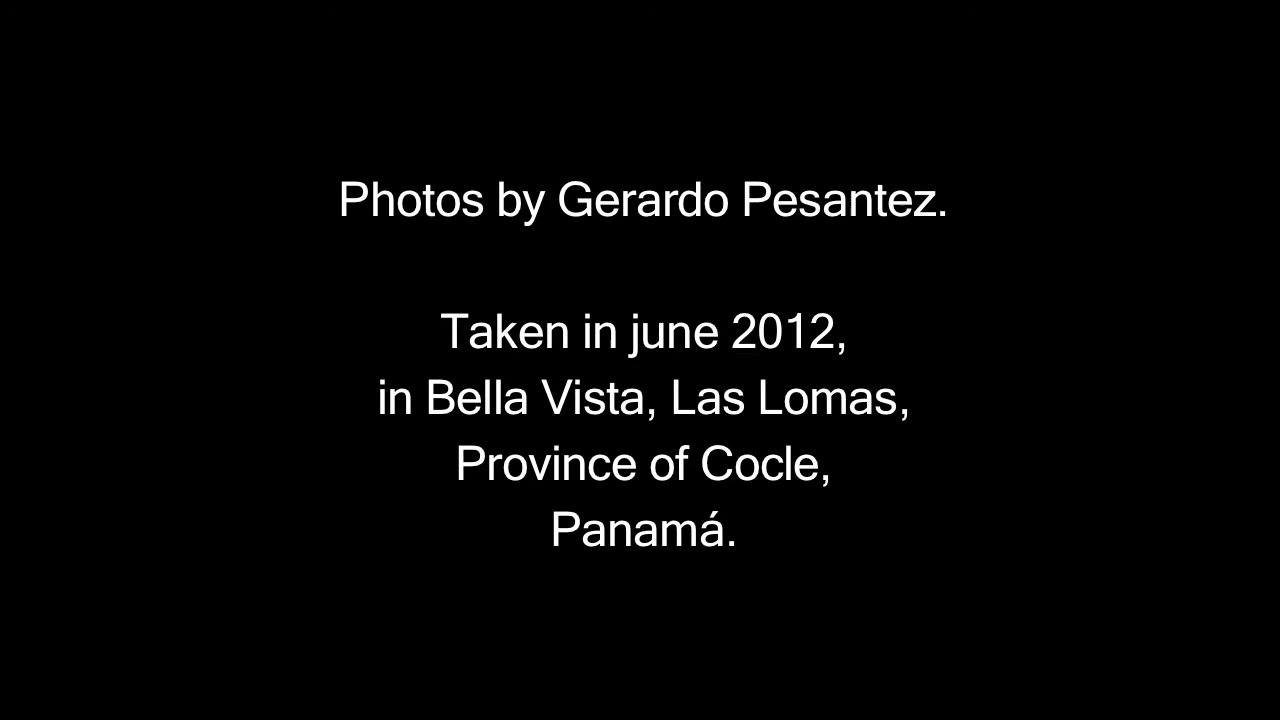 Photos by Gerardo Pesantez.
Taken in june 2012,
in Bella Vista, Las Lomas,
Province of Cocle,
Panamá.